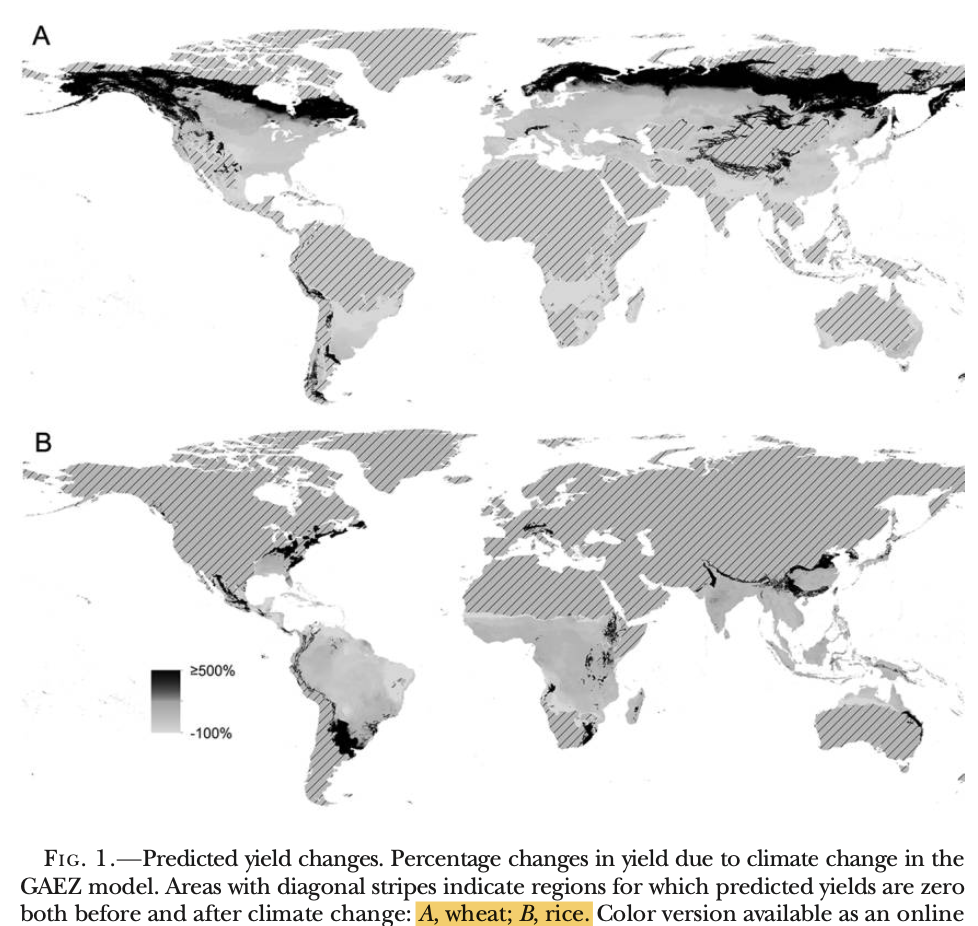 A
B
≥500%
-100%
FIG. 1.—Predicted yield changes. Percentage changes in yield due to climate change in the
GAEZ model. Areas with diagonal stripes indicate regions for which predicted yields are zero
both before and after climate change: A, wheat; B, rice. Color version available as an online